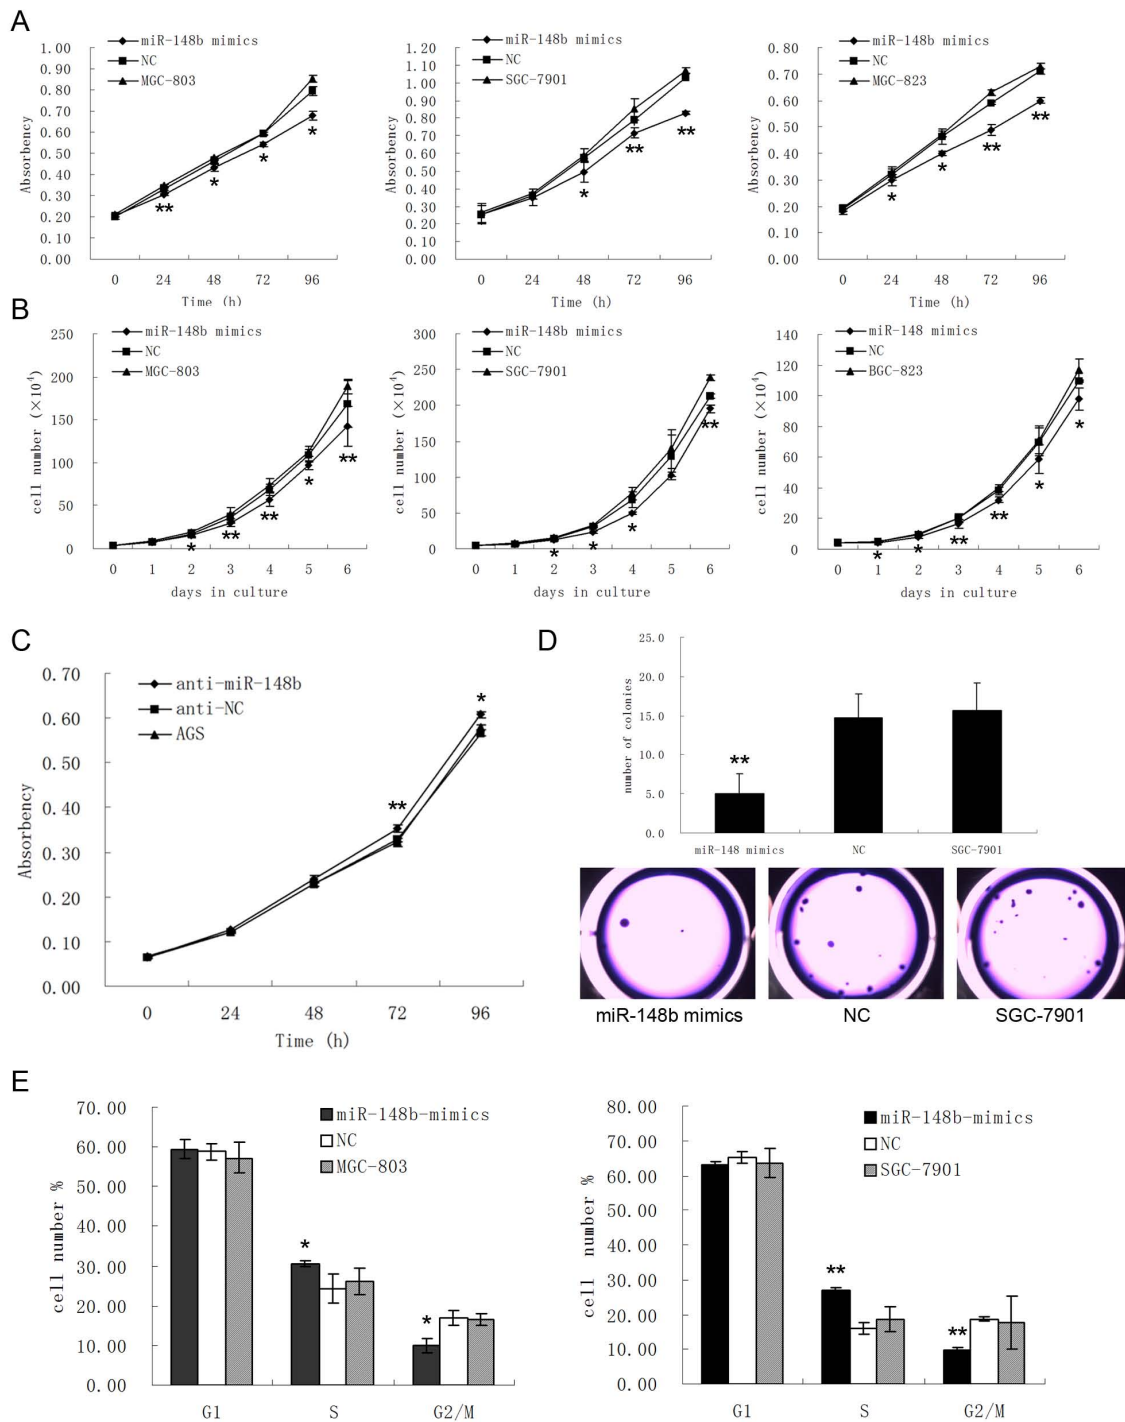 A
miR-148b mimics
NC
MGC-803
1.00
0.90
0.80
0.70
0.60
0.50
0.40
0.30
0.20
0.10
0.00
Absorbency
**
*
*
*
0
24
48
72
96
Time (h)
miR-148b mimics
NC
SGC-7901
1.20
1.10
1.00
0.90
0.80
0.70
0.60
0.50
0.40
0.30
0.20
0.10
0.00
Absorbency
*
**
**
0
24
48
72
96
Time (h)
miR-148b mimics
NC
MGC-823
0.80
0.70
0.60
0.50
0.40
0.30
0.20
0.10
0.00
Absorbency
*
*
**
**
0
24
48
72
96
Time (h)
B
miR-148b mimics
NC
MGC-803
250
200
150
100
50
0
cell number (×10⁴)
*
**
**
*
**
0
1
2
3
4
5
6
days in culture
miR-148b mimics
NC
SGC-7901
300
250
200
150
100
50
0
cell number (×10⁴)
*
*
*
**
0
1
2
3
4
5
6
days in culture
miR-148 mimics
NC
BGC-823
140
120
100
80
60
40
20
0
cell number (×10⁴)
*
*
**
**
*
*
0
1
2
3
4
5
6
days in culture
C
anti-miR-148b
anti-NC
AGS
0.70
0.60
0.50
0.40
0.30
0.20
0.10
0.00
Absorbency
**
*
0
24
48
72
96
Time (h)
D
25.0
20.0
15.0
10.0
5.0
0.0
number of colonies
**
miR-148 mimics
NC
SGC-7901
miR-148b mimics
NC
SGC-7901
E
miR-148b-mimics
NC
MGC-803
70.00
60.00
50.00
40.00
30.00
20.00
10.00
0.00
cell number %
*
*
G1
S
G2/M
miR-148b-mimics
NC
SGC-7901
80.00
70.00
60.00
50.00
40.00
30.00
20.00
10.00
0.00
cell number %
**
**
G1
S
G2/M